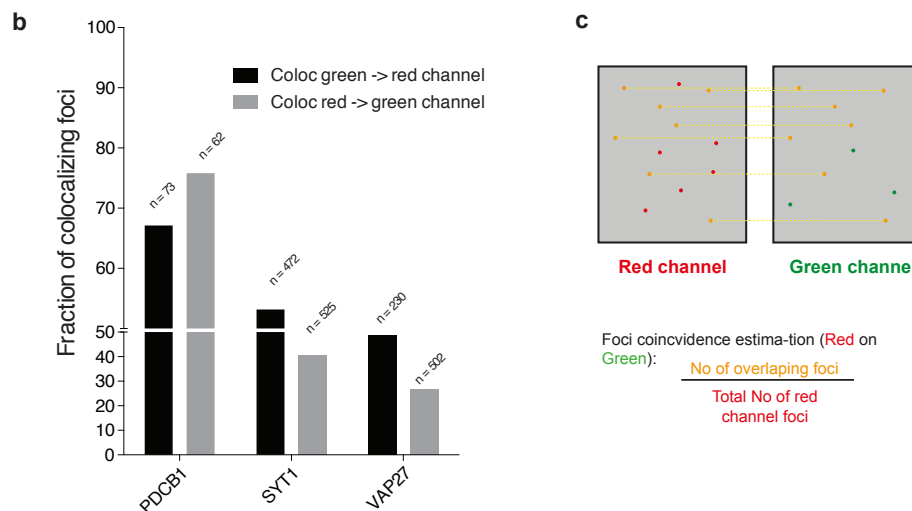 b
Fraction of colocalizing foci
100
90
80
70
60
50
40
30
20
10
0
Coloc green -> red channel
Coloc red -> green channel
n = 73
n = 62
n = 472
n = 525
n = 230
n = 502
PDCB1
SYT1
VAP27
c
Red channel
Green channe
Foci coincidence estima-tion (Red on
Green):
No of overlaping foci
Total No of red
channel foci